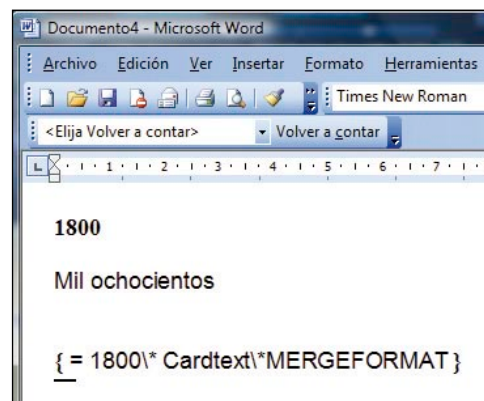 Documento4 - Microsoft Word
Archivo Edición Ver Insertar Formato Herramientas
Times New Roman
<Elija Volver a contar> Volver a contar
1 2 3 4 5 6 7
1800
Mil ochocientos
{ = 1800\* Cardtext\*MERGEFORMAT }